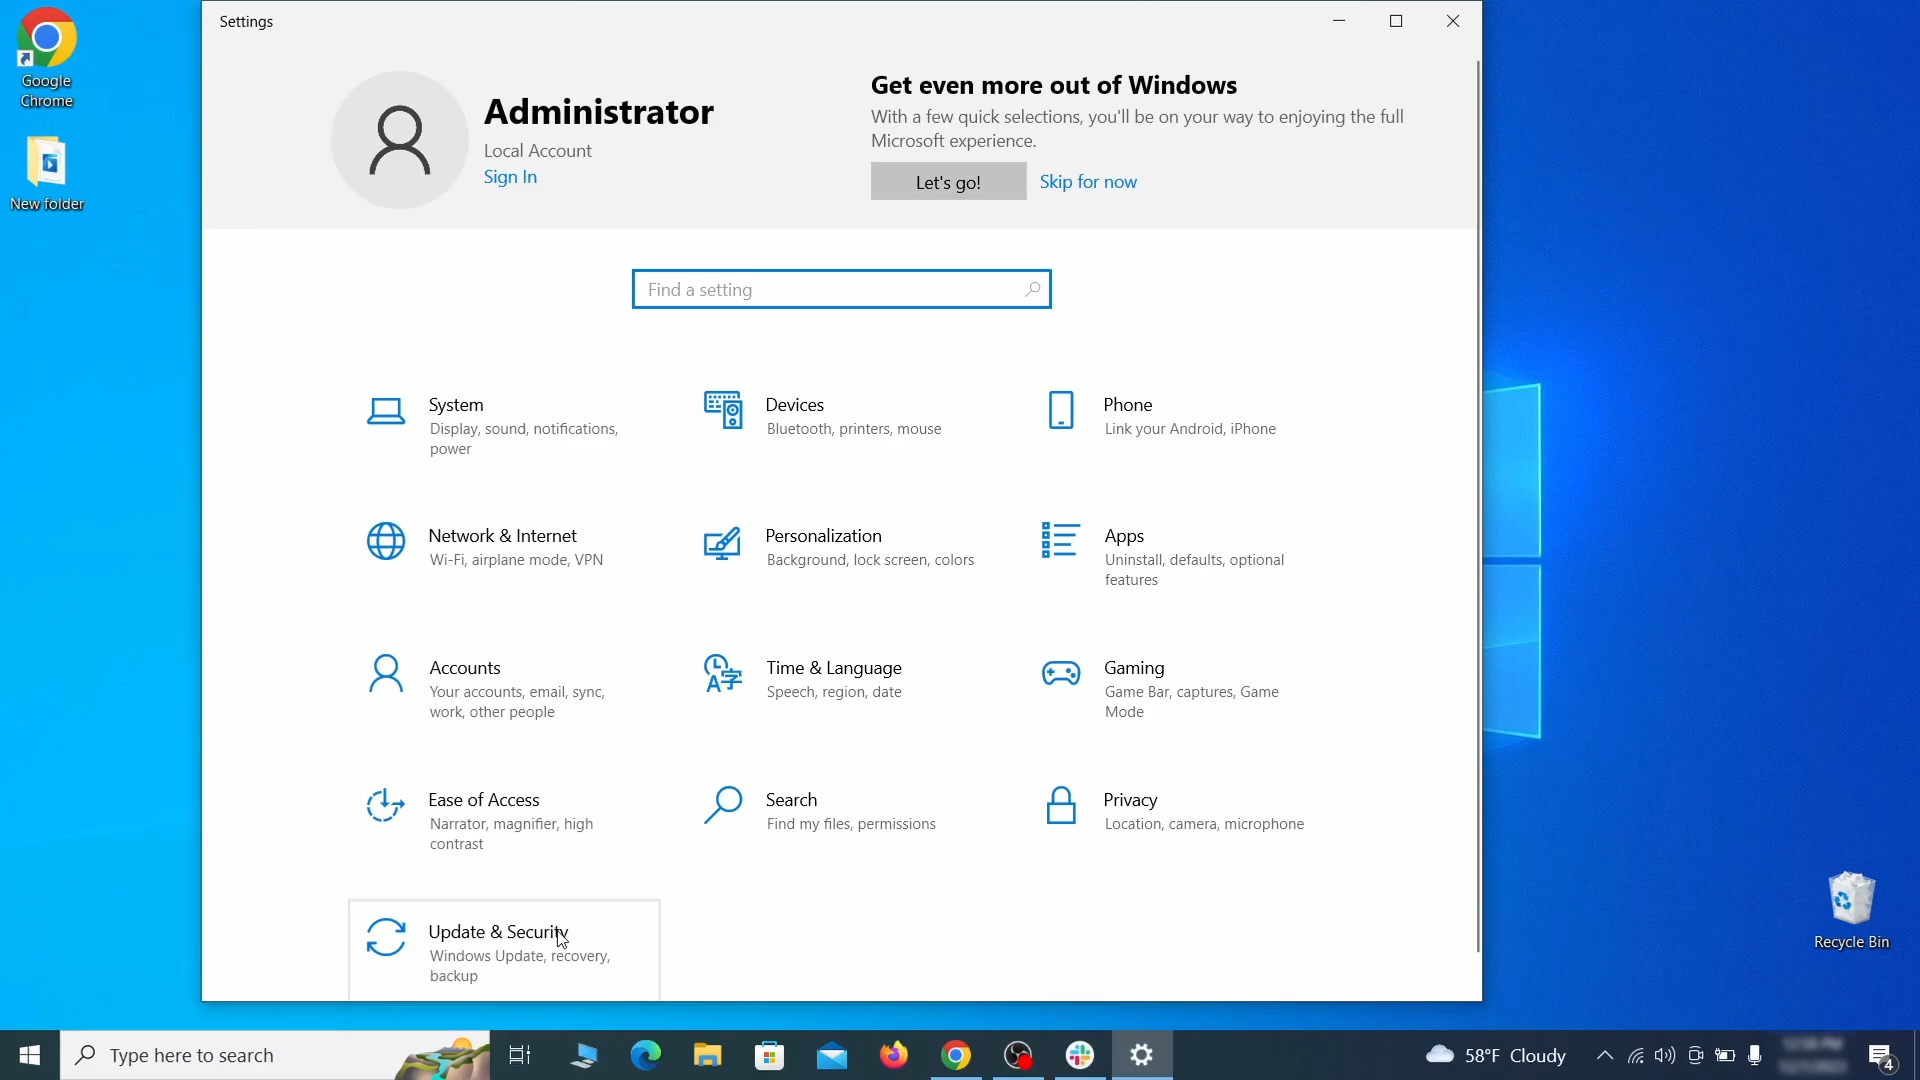 Settings
Google
Chrome
New folder
Administrator
Local Account
Sign In
Get even more out of Windows
With a few quick selections, you'll be on your way to enjoying the full
Microsoft experience.
Let's go!
Skip for now
Find a setting
System
Display, sound, notifications,
power
Devices
Bluetooth, printers, mouse
Phone
Link your Android, iPhone
Network & Internet
Wi-Fi, airplane mode, VPN
Personalization
Background, lock screen, colors
Apps
Uninstall, defaults, optional
features
Accounts
Your accounts, email, sync,
work, other people
Time & Language
Speech, region, date
Gaming
Game Bar, captures, Game
Mode
Ease of Access
Narrator, magnifier, high
contrast
Search
Find my files, permissions
Privacy
Location, camera, microphone
Update & Security
Windows Update, recovery,
backup
Recycle Bin
Type here to search
58°F Cloudy
4